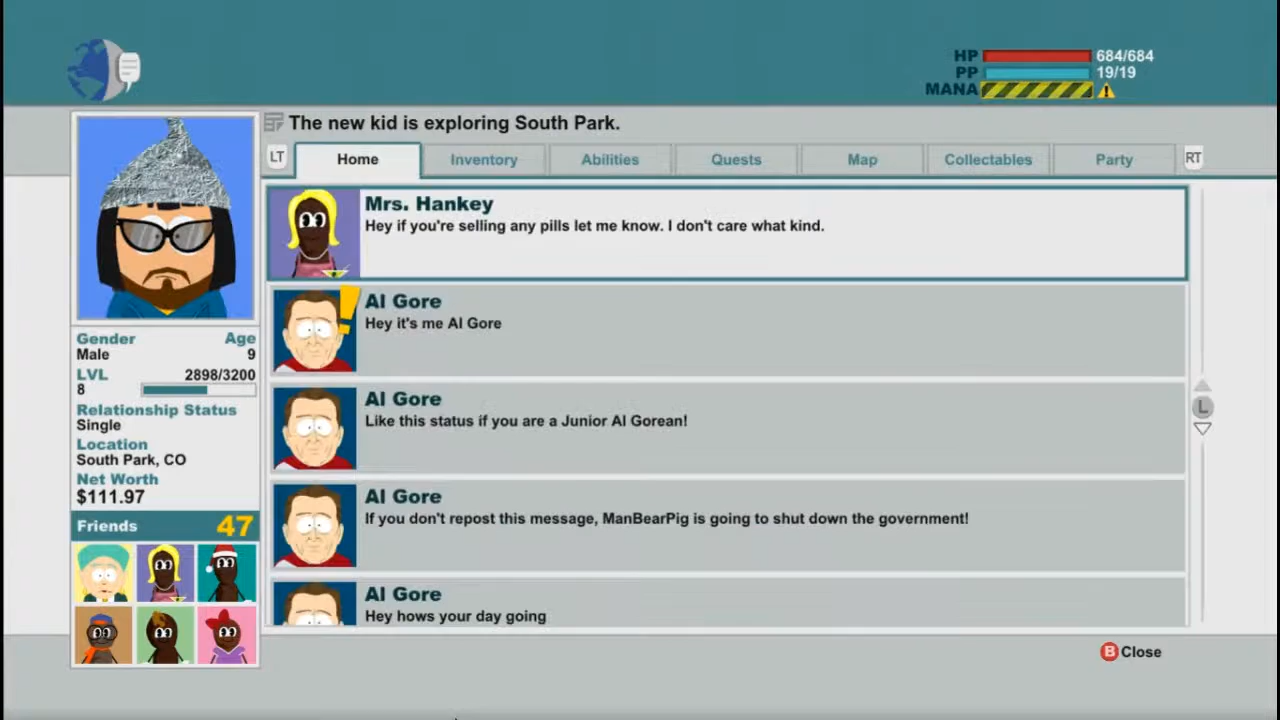 HP 684/684
PP 19/19
MANA
The new kid is exploring South Park.
LT Home Inventory Abilities Quests Map Collectables Party RT
Gender Age
Male 9
LVL 2898/3200
8
Relationship Status
Single
Location
South Park, CO
Net Worth
$111.97
Friends 47
Mrs. Hankey
Hey if you're selling any pills let me know. I don't care what kind.
Al Gore
Hey it's me Al Gore
Al Gore
Like this status if you are a Junior Al Gorean!
Al Gore
If you don't repost this message, ManBearPig is going to shut down the government!
Al Gore
Hey hows your day going
L
B Close